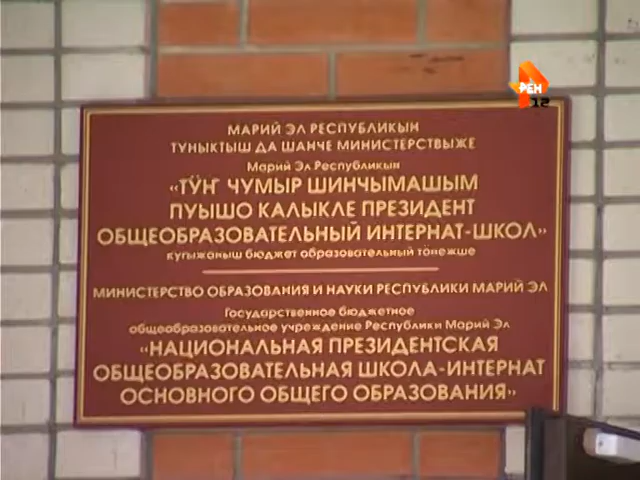 РЕН
12
МАРИЙ ЭЛ РЕСПУБЛИКЫН
ТУНЫКТЫШ ДА ШАНЧЕ МИНИСТЕРСТВЫЖЕ
Марий Эл Республикын
«ТӰҤ ЧУМЫР ШИНЧЫМАШЫМ
ПУЫШО КАЛЫКЛЕ ПРЕЗИДЕНТ
ОБЩЕОБРАЗОВАТЕЛЬНЫЙ ИНТЕРНАТ-ШКОЛ»
кугыжаныш бюджет образовательный тӧнежше
МИНИСТЕРСТВО ОБРАЗОВАНИЯ И НАУКИ РЕСПУБЛИКИ МАРИЙ ЭЛ
Государственное бюджетное
общеобразовательное учреждение Республики Марий Эл
«НАЦИОНАЛЬНАЯ ПРЕЗИДЕНТСКАЯ
ОБЩЕОБРАЗОВАТЕЛЬНАЯ ШКОЛА-ИНТЕРНАТ
ОСНОВНОГО ОБЩЕГО ОБРАЗОВАНИЯ»